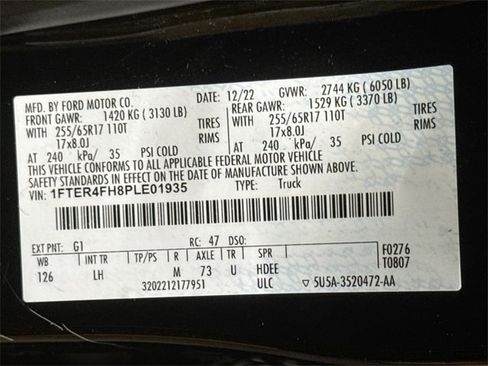 MFD. BY FORD MOTOR CO. DATE: 12/22 GVWR: 2744 KG ( 6050 LB)
FRONT GAWR: 1420 KG ( 3130 LB) REAR GAWR: 1529 KG ( 3370 LB)
WITH 255/65R17 110T TIRES WITH 255/65R17 110T TIRES
17x8.0J RIMS 17x8.0J RIMS
AT 240 kPa/ 35 PSI COLD AT 240 kPa/ 35 PSI COLD
THIS VEHICLE CONFORMS TO ALL APPLICABLE FEDERAL MOTOR VEHICLE
SAFETY STANDARDS IN EFFECT ON THE DATE OF MANUFACTURE SHOWN ABOVE.
VIN: 1FTER4FH8PLE01935 TYPE: Truck
EXT PNT: G1 RC: 47 DSO: F0276
WB INT TR TP/PS R AXLE TR SPR T0807
126 LH M 73 U HDEE
3202212177951 ULC ▽ 5U5A-3520472-AA